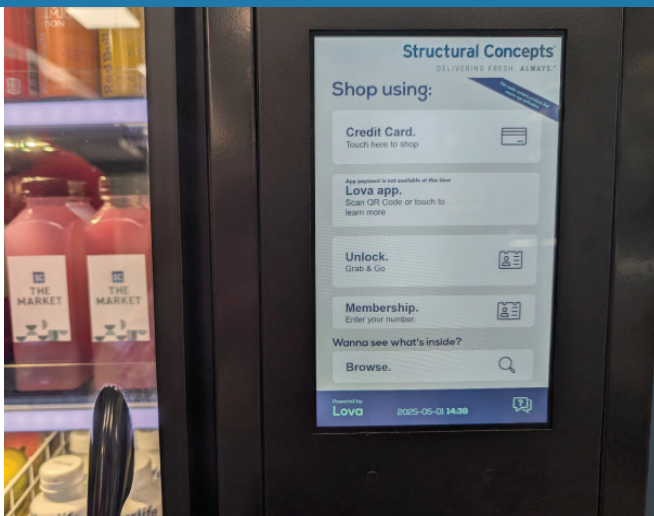 Red Bull
Structural Concepts
DELIVERING FRESH. ALWAYS.™
Shop using:
Credit Card.
Touch here to shop
App payment is not available at this time
Lova app.
Scan QR Code or touch to
learn more
Unlock.
Grab & Go
Membership.
Enter your number.
Wanna see what's inside?
Browse.
Powered by
Lova
2025-05-01 14:38
SC
THE
MARKET
SC
THE
MARKET